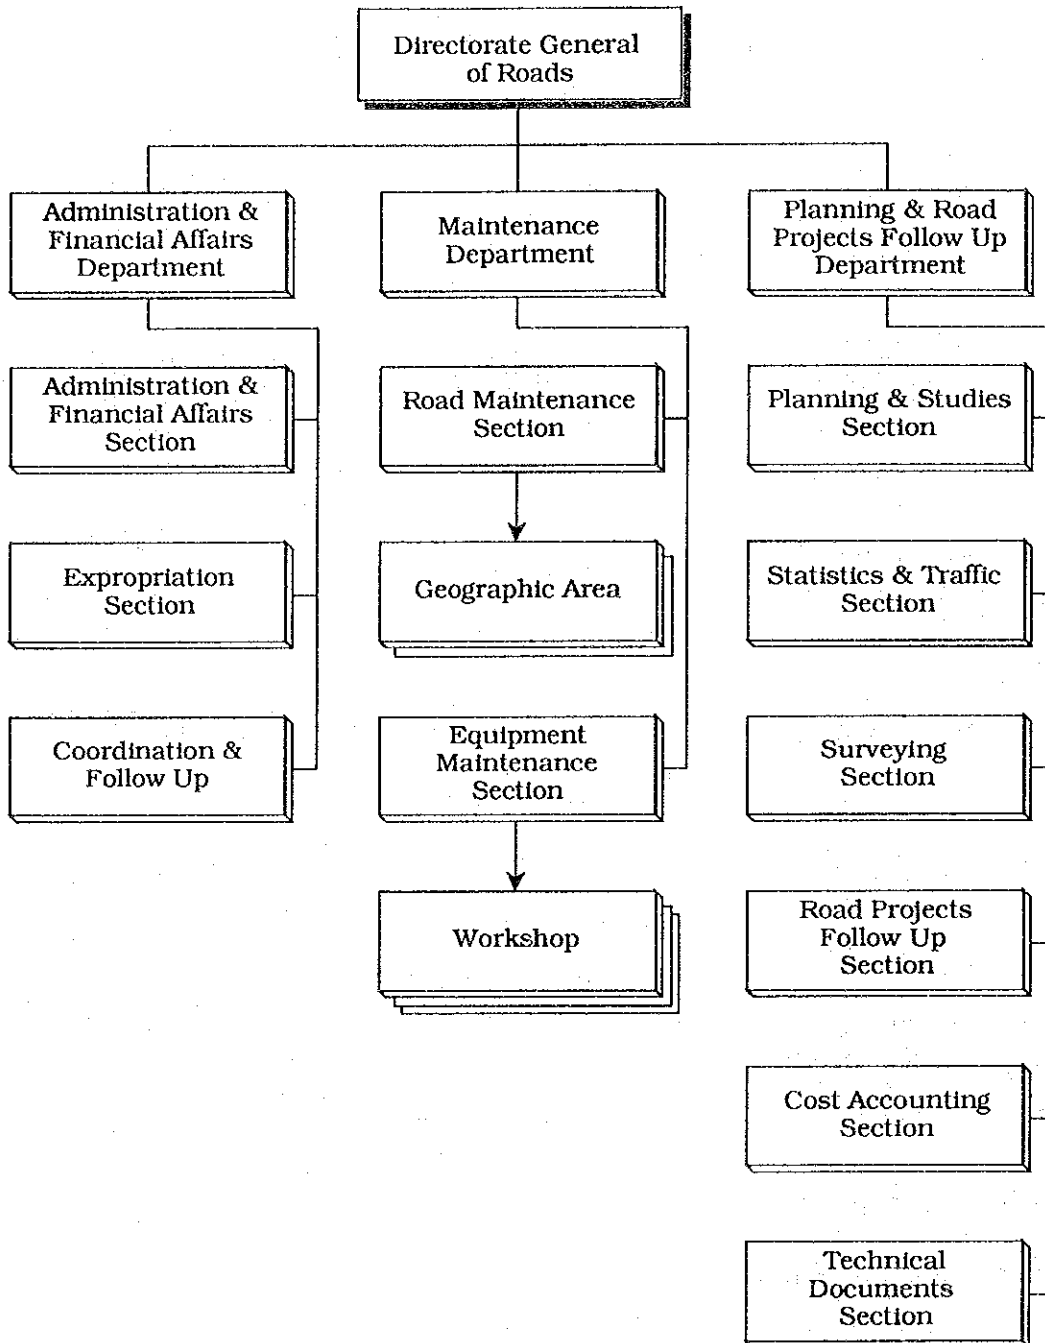 Directorate General
of Roads
Administration &
Financial Affairs
Department
Maintenance
Department
Planning & Road
Projects Follow Up
Department
Administration &
Financial Affairs
Section
Road Maintenance
Section
Planning & Studies
Section
Expropriation
Section
Geographic Area
Statistics & Traffic
Section
Coordination &
Follow Up
Equipment
Maintenance
Section
Surveying
Section
Workshop
Road Projects
Follow Up
Section
Cost Accounting
Section
Technical
Documents
Section